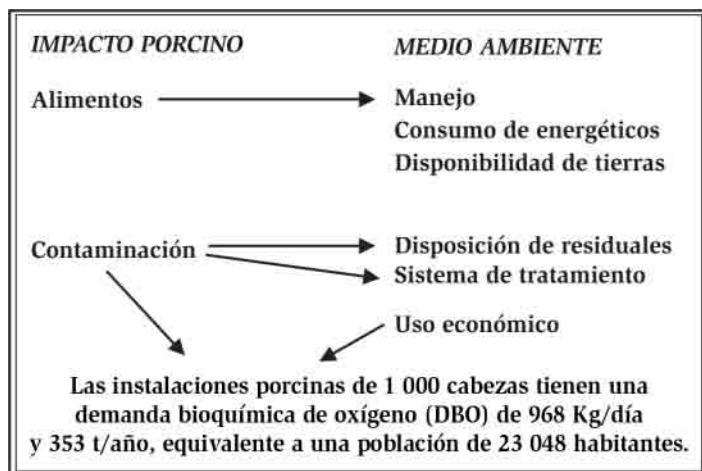 IMPACTO PORCINO MEDIO AMBIENTE
Alimentos Manejo
Consumo de energéticos
Disponibilidad de tierras
Contaminación Disposición de residuales
Sistema de tratamiento
Uso económico
Las instalaciones porcinas de 1 000 cabezas tienen una
demanda bioquímica de oxígeno (DBO) de 968 Kg/día
y 353 t/año, equivalente a una población de 23 048 habitantes.